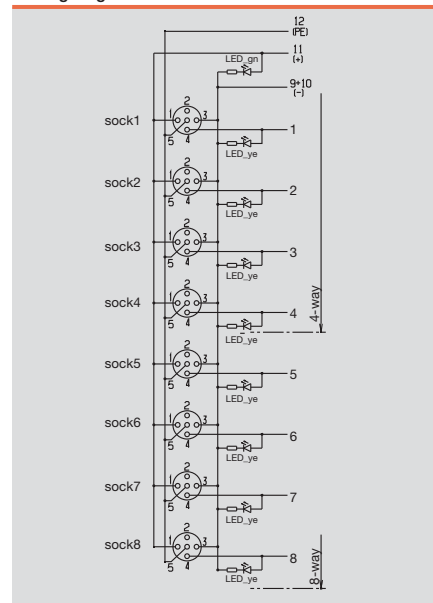 12
(PE)
LED_gn
11
(+)
9+10
(-)
sock1
2
1
3
5
4
1
LED_ye
sock2
2
1
3
5
4
2
LED_ye
sock3
2
1
3
5
4
3
LED_ye
sock4
2
1
3
5
4
4
LED_ye
4-way
sock5
2
1
3
5
4
5
LED_ye
sock6
2
1
3
5
4
6
LED_ye
sock7
2
1
3
5
4
7
LED_ye
sock8
2
1
3
5
4
8
LED_ye
8-way